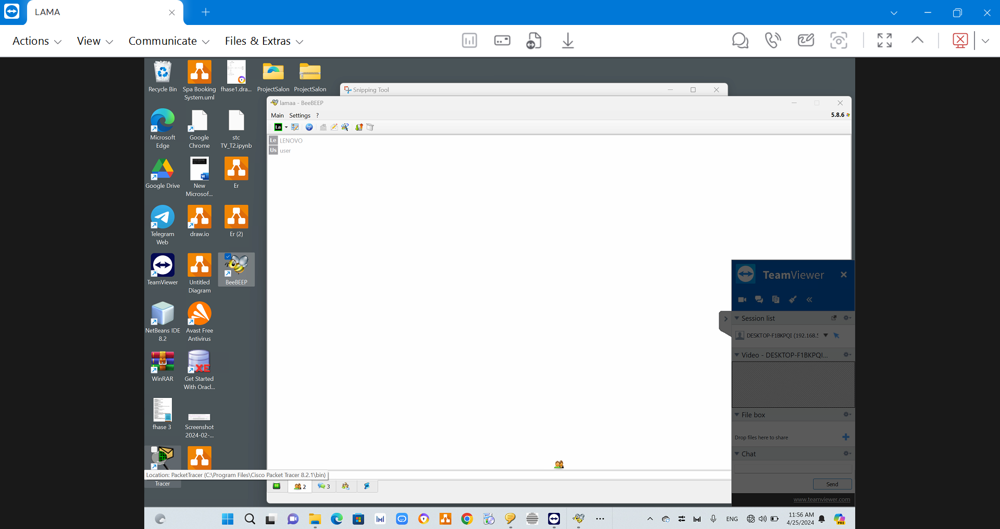 LAMA
Actions
View
Communicate
Files & Extras
Recycle Bin
Spa Booking
System.uml
fhase1.dra...
ProjectSalon
ProjectSalon
Snipping Tool
lamaa - BeeBEEP
Main Settings ?
5.8.6
La
Le LENOVO
Us user
Microsoft
Edge
Google
Chrome
stc
TV_T2.ipynb
Google Drive
New
Microsof...
Er
Telegram
Web
draw.io
Er (2)
TeamViewer
Untitled
Diagram
BeeBEEP
NetBeans IDE
8.2
Avast Free
Antivirus
WinRAR
Get Started
With Oracl...
XE
fhase 3
Screenshot
2024-02-...
Location: PacketTracer (C:\Program Files\Cisco Packet Tracer 8.2.1\bin)
Tracer
2
3
TeamViewer
Session list
DESKTOP-F1BKPQI (192.168.5
Video - DESKTOP-F1BKPQI...
File box
Drop files here to share
Chat
Send
www.teamviewer.com
ENG
11:56 AM
4/25/2024
PRE